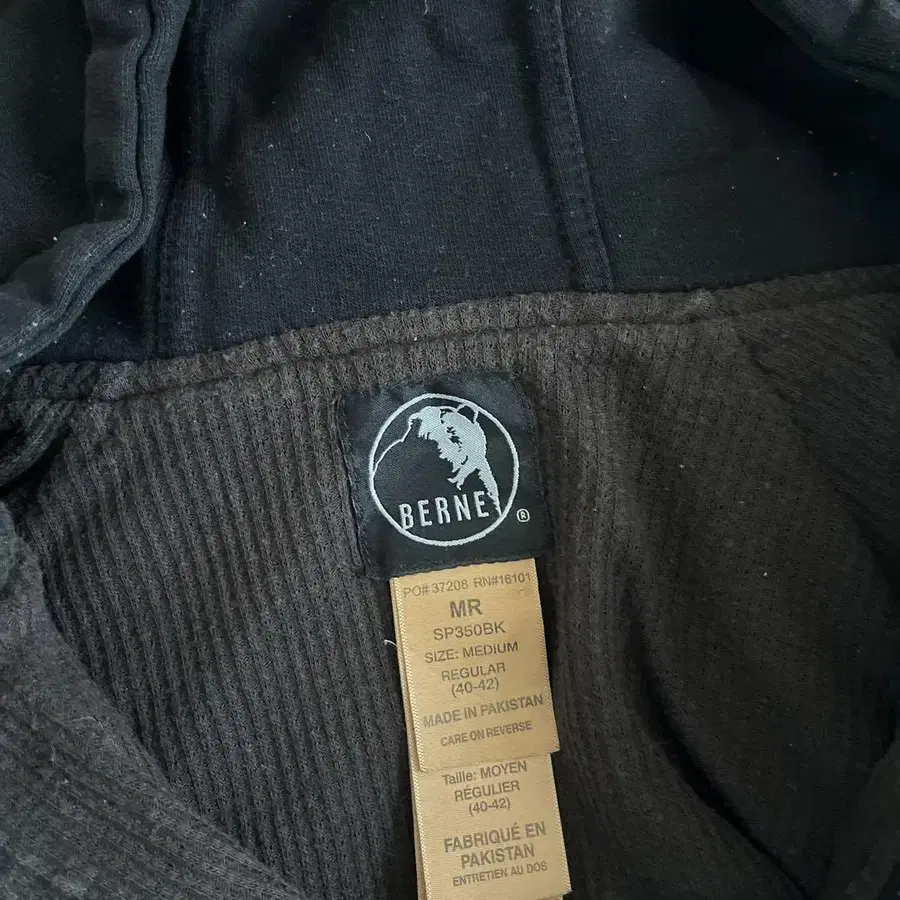 BERNE
®
PO# 37208 RN#16101
MR
SP350BK
SIZE: MEDIUM
REGULAR
(40-42)
MADE IN PAKISTAN
CARE ON REVERSE
Taille: MOYEN
RÉGULIER
(40-42)
FABRIQUÉ EN
PAKISTAN
ENTRETIEN AU DOS